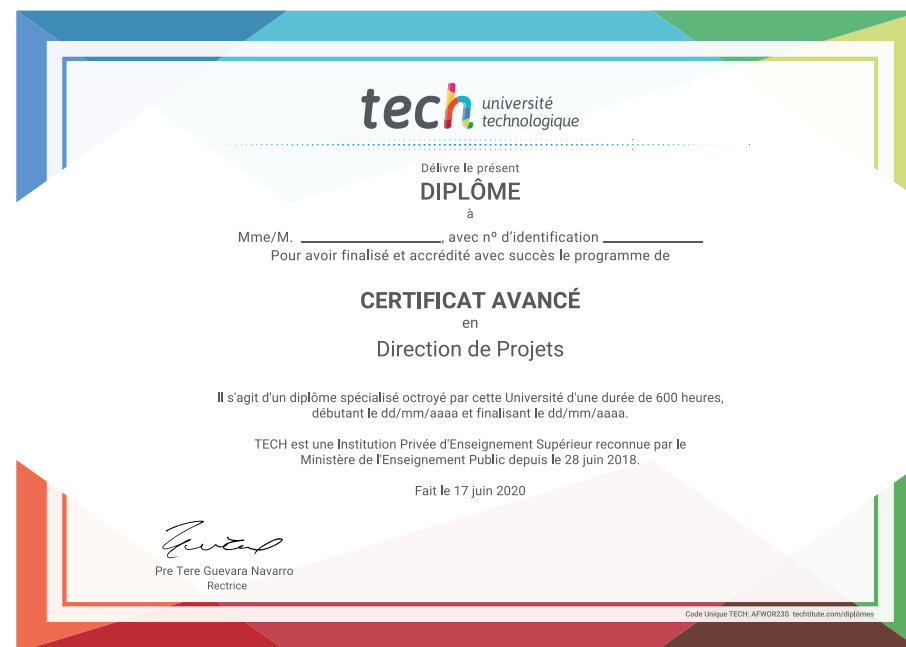 tech université
technologique
Délivre le présent
DIPLÔME
à
Mme/M. ____________________, avec nº d'identification ______________
Pour avoir finalisé et accrédité avec succès le programme de
CERTIFICAT AVANCÉ
en
Direction de Projets
Il s'agit d'un diplôme spécialisé octroyé par cette Université d'une durée de 600 heures,
débutant le dd/mm/aaaa et finalisant le dd/mm/aaaa.
TECH est une Institution Privée d'Enseignement Supérieur reconnue par le
Ministère de l'Enseignement Public depuis le 28 juin 2018.
Fait le 17 juin 2020
Pre Tere Guevara Navarro
Rectrice
Code Unique TECH: AFWOR23S techtitute.com/diplômes